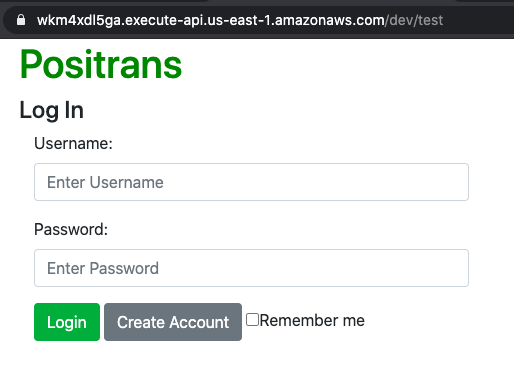 wkm4xdl5ga.execute-api.us-east-1.amazonaws.com/dev/test
Positrans
Log In
Username:
Enter Username
Password:
Enter Password
Login Create Account Remember me